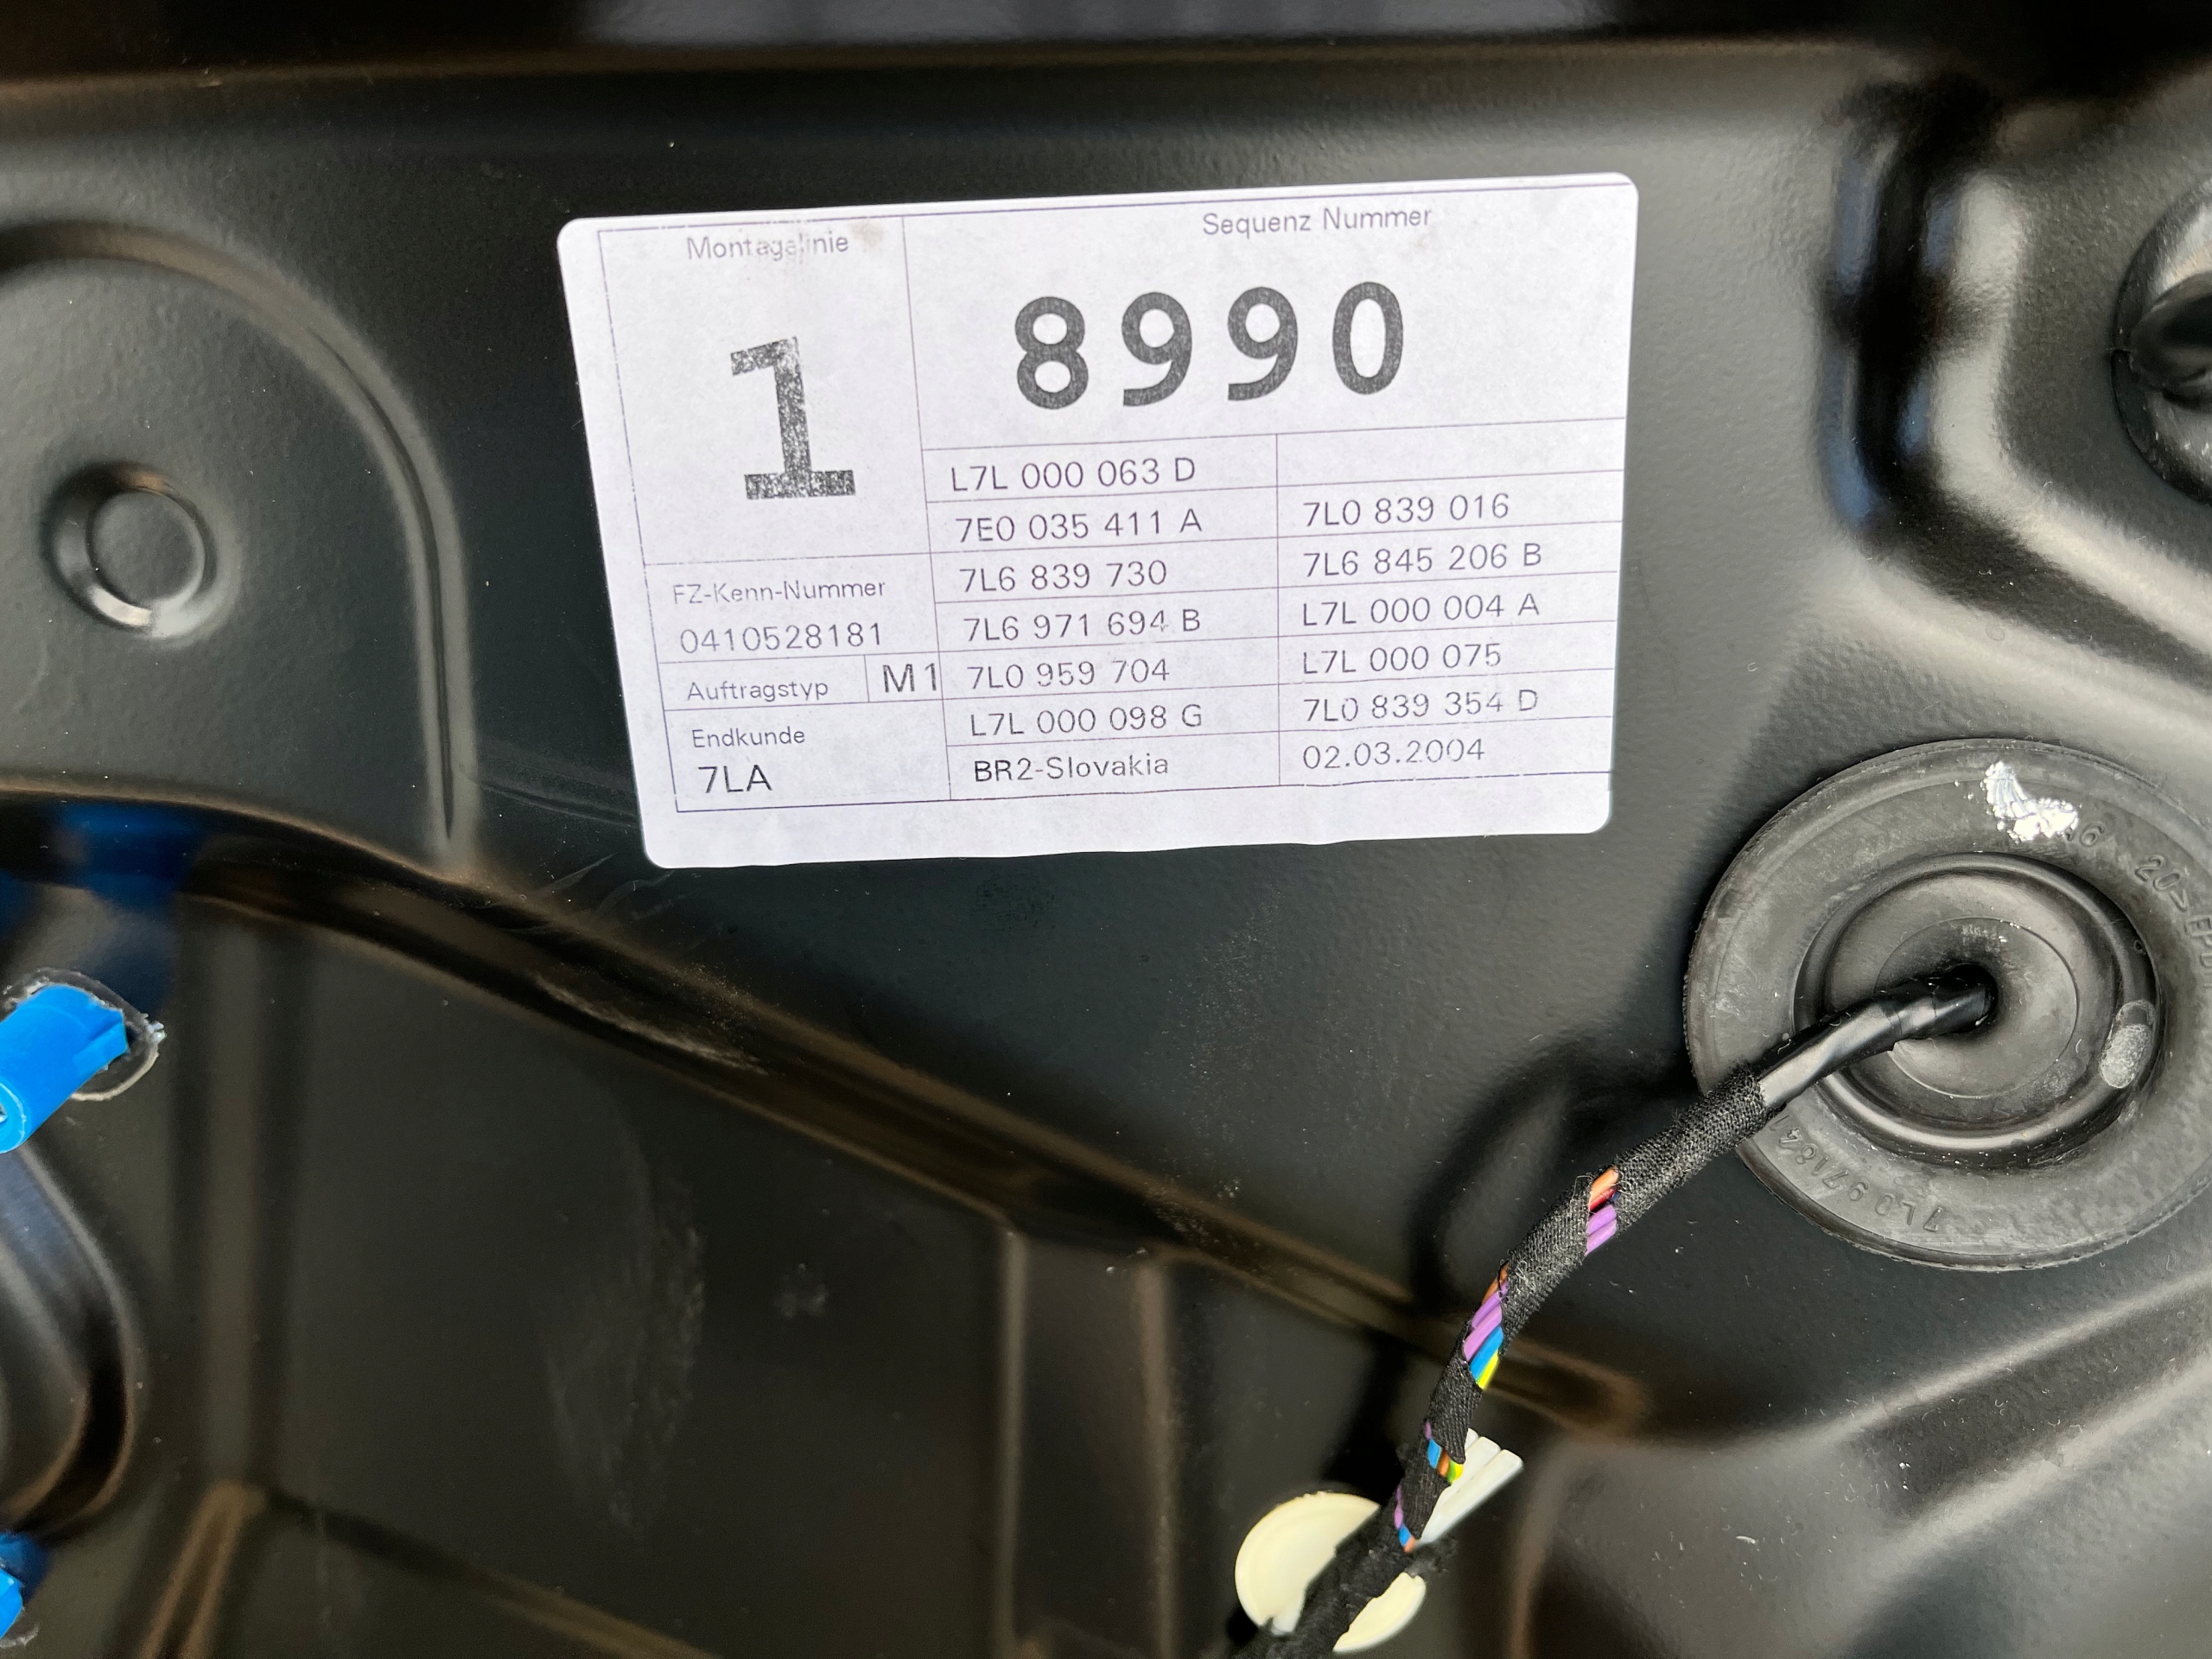 Montagelinie
Sequenz Nummer
1
8990
L7L 000 063 D
7E0 035 411 A
7L0 839 016
FZ-Kenn-Nummer
7L6 839 730
7L6 845 206 B
0410528181
7L6 971 694 B
L7L 000 004 A
Auftragstyp
M1
7L0 959 704
L7L 000 075
Endkunde
L7L 000 098 G
7L0 839 354 D
7LA
BR2-Slovakia
02.03.2004